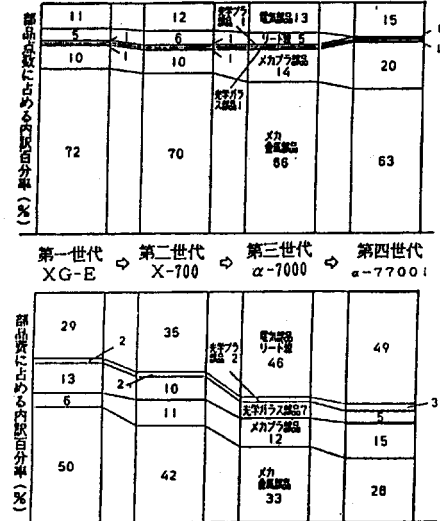 部品点数に占める内訳百分率(%)
11
5
1
1
10
72
12
6
1
1
10
70
光学プラ
部品 1
光学ガラ
ス部品1
電気部品13
リード線 5
メカプラ部品
14
メカ
金属部品
66
15
1
1
20
63
第一世代 ⇨ 第二世代 ⇨ 第三世代 ⇨ 第四世代
XG-E X-700 α-7000 α-7700i
部品費に占める内訳百分率(%)
29
2
13
6
50
35
2
10
11
42
光学プラ
部品 2
電気部品
リード線
46
光学ガラス部品7
メカプラ部品
12
メカ
金属部品
33
49
3
5
15
28